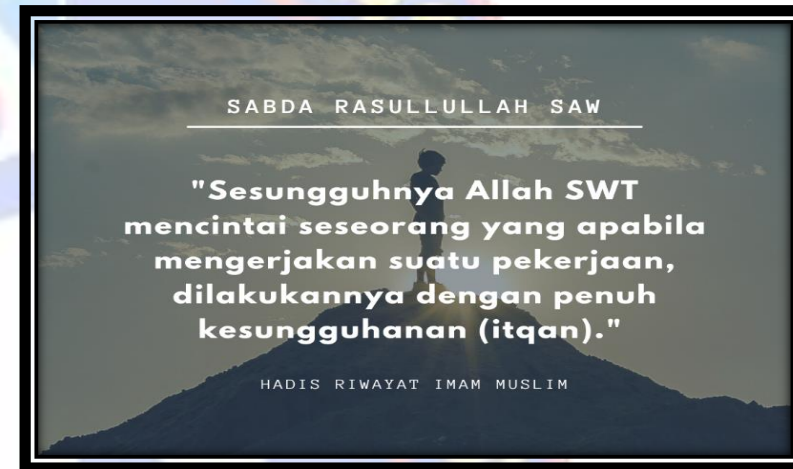 SABDA RASULLULLAH SAW
"Sesungguhnya Allah SWT
mencintai seseorang yang apabila
mengerjakan suatu pekerjaan,
dilakukannya dengan penuh
kesungguhanan (itqan)."
HADIS RIWAYAT IMAM MUSLIM